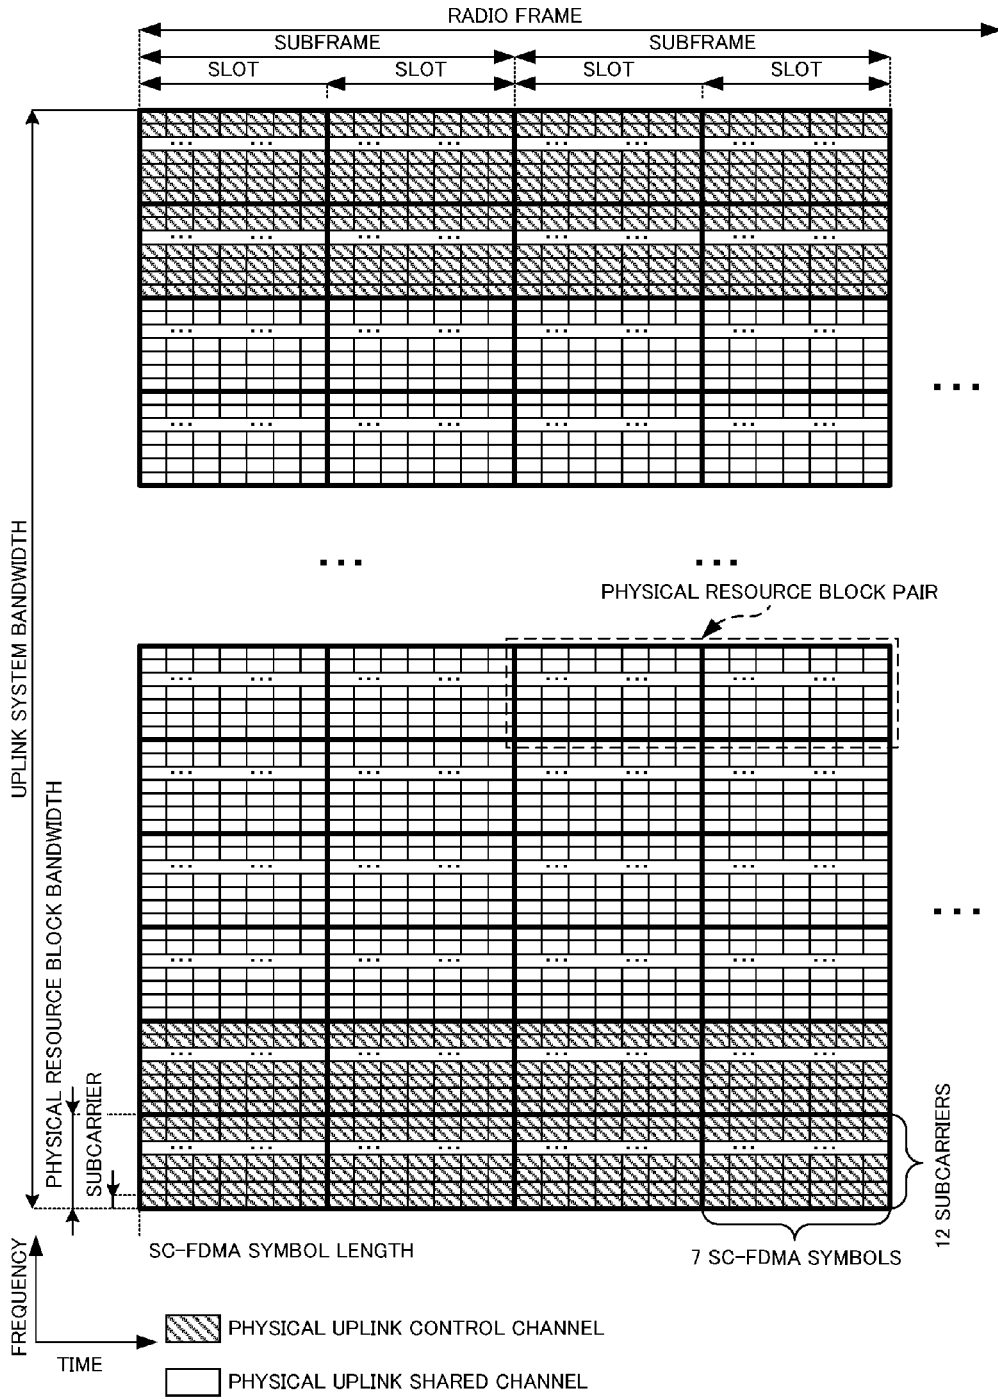 RADIO FRAME
SUBFRAME SUBFRAME
SLOT SLOT SLOT SLOT
UPLINK SYSTEM BANDWIDTH
PHYSICAL RESOURCE BLOCK PAIR
PHYSICAL RESOURCE BLOCK BANDWIDTH
SUBCARRIER
12 SUBCARRIERS
SC-FDMA SYMBOL LENGTH
7 SC-FDMA SYMBOLS
FREQUENCY
TIME
PHYSICAL UPLINK CONTROL CHANNEL
PHYSICAL UPLINK SHARED CHANNEL